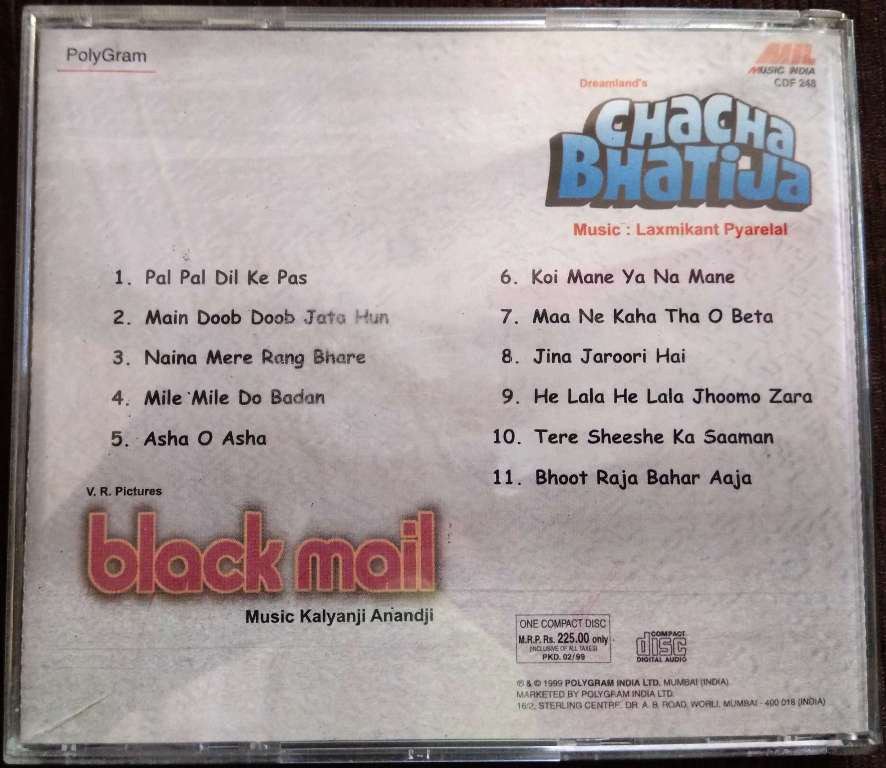 PolyGram
MIL
MUSIC INDIA
CDF 248
Dreamland's
CHACHA
BHATIJA
Music : Laxmikant Pyarelal
1. Pal Pal Dil Ke Pas
2. Main Doob Doob Jata Hun
3. Naina Mere Rang Bhare
4. Mile Mile Do Badan
5. Asha O Asha
6. Koi Mane Ya Na Mane
7. Maa Ne Kaha Tha O Beta
8. Jina Jaroori Hai
9. He Lala He Lala Jhoomo Zara
10. Tere Sheeshe Ka Saaman
11. Bhoot Raja Bahar Aaja
V. R. Pictures
black mail
Music Kalyanji Anandji
ONE COMPACT DISC
M.R.P. Rs. 225.00 only
(INCLUSIVE OF ALL TAXES)
PKD. 02/99
COMPACT
disc
DIGITAL AUDIO
℗ & © 1999 POLYGRAM INDIA LTD. MUMBAI (INDIA)
MARKETED BY POLYGRAM INDIA LTD.
16/2, STERLING CENTRE, DR. A. B. ROAD, WORLI, MUMBAI - 400 018 (INDIA)